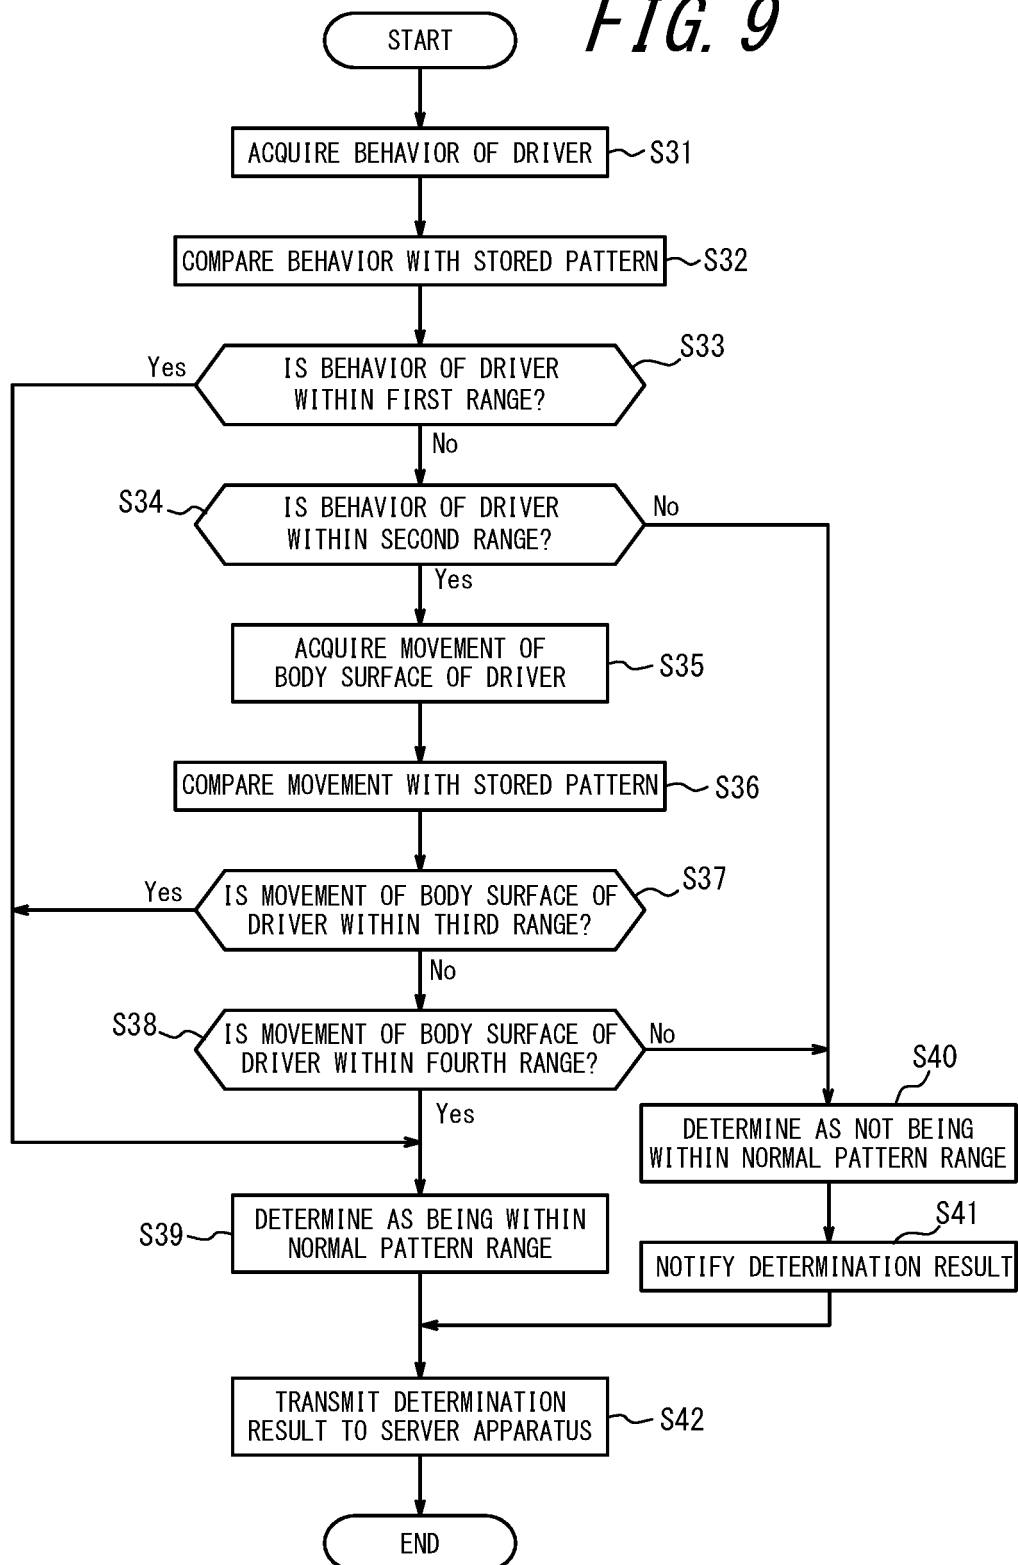 FIG. 9
START
ACQUIRE BEHAVIOR OF DRIVER
S31
COMPARE BEHAVIOR WITH STORED PATTERN
S32
S33
Yes
IS BEHAVIOR OF DRIVER
WITHIN FIRST RANGE?
No
S34
IS BEHAVIOR OF DRIVER
WITHIN SECOND RANGE?
No
Yes
ACQUIRE MOVEMENT OF
BODY SURFACE OF DRIVER
S35
COMPARE MOVEMENT WITH STORED PATTERN
S36
S37
Yes
IS MOVEMENT OF BODY SURFACE OF
DRIVER WITHIN THIRD RANGE?
No
S38
IS MOVEMENT OF BODY SURFACE OF
DRIVER WITHIN FOURTH RANGE?
No
Yes
S40
DETERMINE AS NOT BEING
WITHIN NORMAL PATTERN RANGE
S39
DETERMINE AS BEING WITHIN
NORMAL PATTERN RANGE
S41
NOTIFY DETERMINATION RESULT
TRANSMIT DETERMINATION
RESULT TO SERVER APPARATUS
S42
END